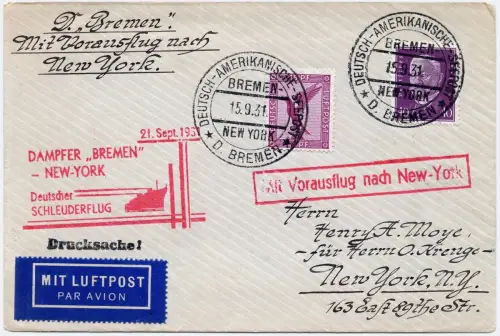 D. „Bremen".
Mit Vorausflug nach
New York.
DEUTSCH-AMERIKANISCHE SEEPOST
BREMEN-
15.9.31
NEW YORK
★ D. BREMEN ★
DEUTSCH-AMERIKANISCHE SEEPOST
BREMEN-
15.9.31.
NEW YORK
★ D. BREMEN ★
21. Sept. 193
DAMPFER „BREMEN"
– NEW-YORK
Deutscher
SCHLEUDERFLUG
Mit Vorausflug nach New-York
Drucksache!
MIT LUFTPOST
PAR AVION
Herrn
Henry A. Moye,
-für Herrn O. Krenge-
New York. N.Y.
163 East 89the Str.